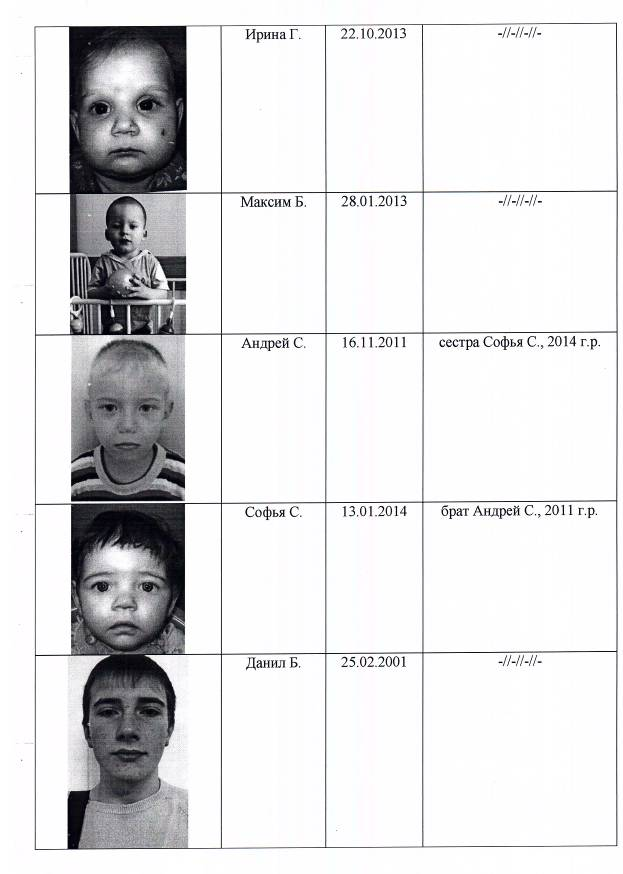 Ирина Г. 22.10.2013 -//-//-//-
Максим Б. 28.01.2013 -//-//-//-
Андрей С. 16.11.2011 сестра Софья С., 2014 г.р.
Софья С. 13.01.2014 брат Андрей С., 2011 г.р.
Данил Б. 25.02.2001 -//-//-//-